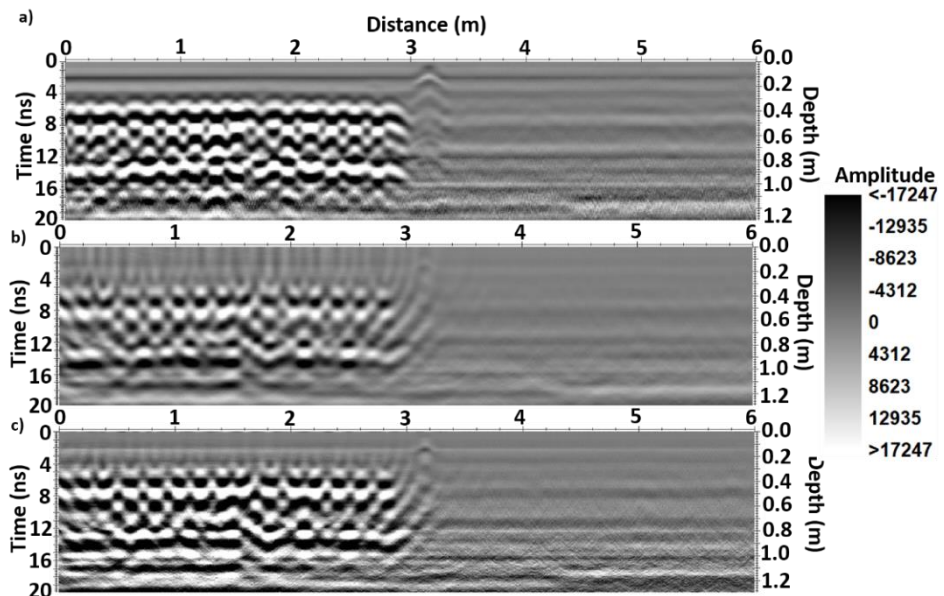 a)
Distance (m)
0 1 2 3 4 5 6
0 4 8 12 16 20
Time (ns)
0.0 0.2 0.4 0.6 0.8 1.0 1.2
Depth (m)
b)
0 1 2 3 4 5 6
0 4 8 12 16 20
Time (ns)
0.0 0.2 0.4 0.6 0.8 1.0 1.2
Depth (m)
c)
0 1 2 3 4 5 6
0 4 8 12 16 20
Time (ns)
0.0 0.2 0.4 0.6 0.8 1.0 1.2
Depth (m)
Amplitude
<-17247
-12935
-8623
-4312
0
4312
8623
12935
>17247